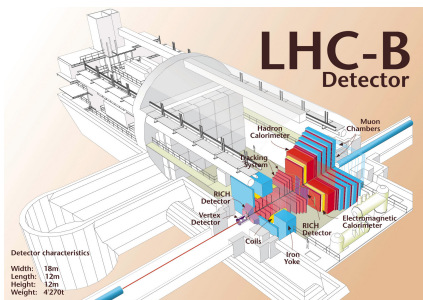 LHC-B
Detector
Muon
Chambers
Hadron
Calorimeter
Tracking
System
RICH
Detector
Vertex
Detector
Coils
Iron
Yoke
RICH
Detector
Electromagnetic
Calorimeter
Detector characteristics
Width: 18m
Length: 12m
Height: 12m
Weight: 4'270t